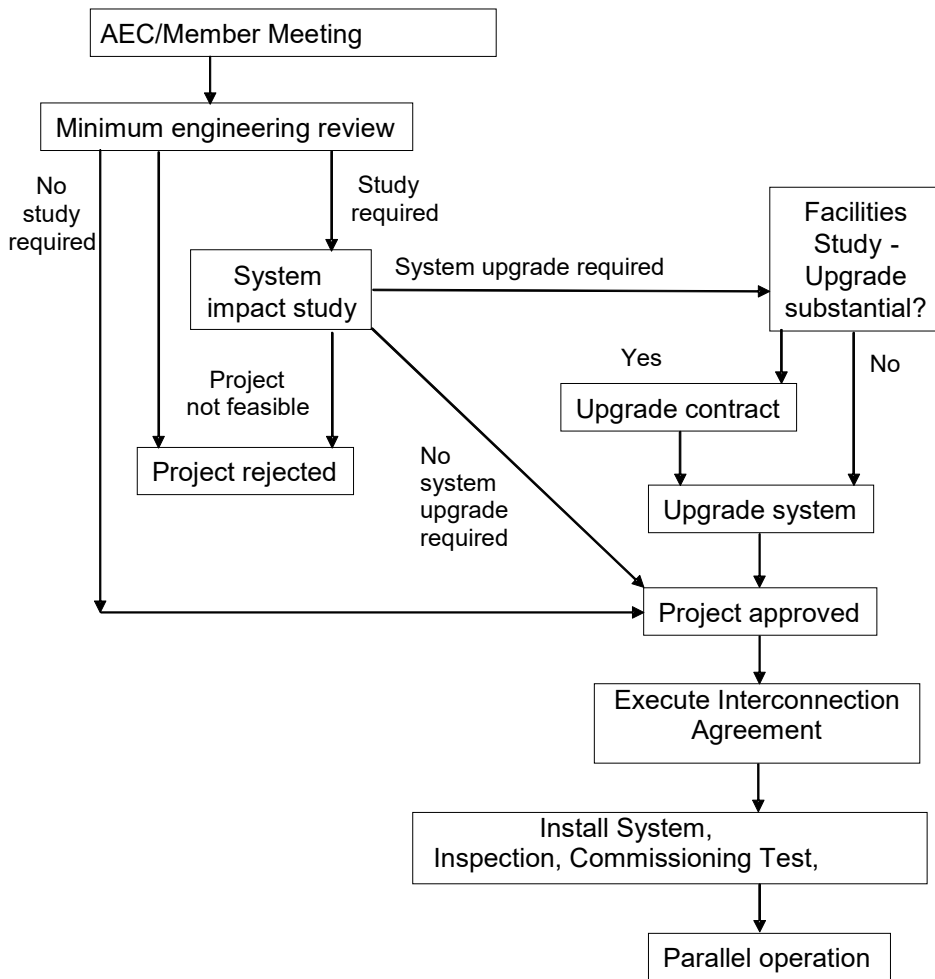 AEC/Member Meeting
Minimum engineering review
No
study
required
Study
required
Facilities
Study -
Upgrade
substantial?
System
impact study
System upgrade required
Yes
No
Project
not feasible
Upgrade contract
Project rejected
No
system
upgrade
required
Upgrade system
Project approved
Execute Interconnection
Agreement
Install System,
Inspection, Commissioning Test,
Parallel operation